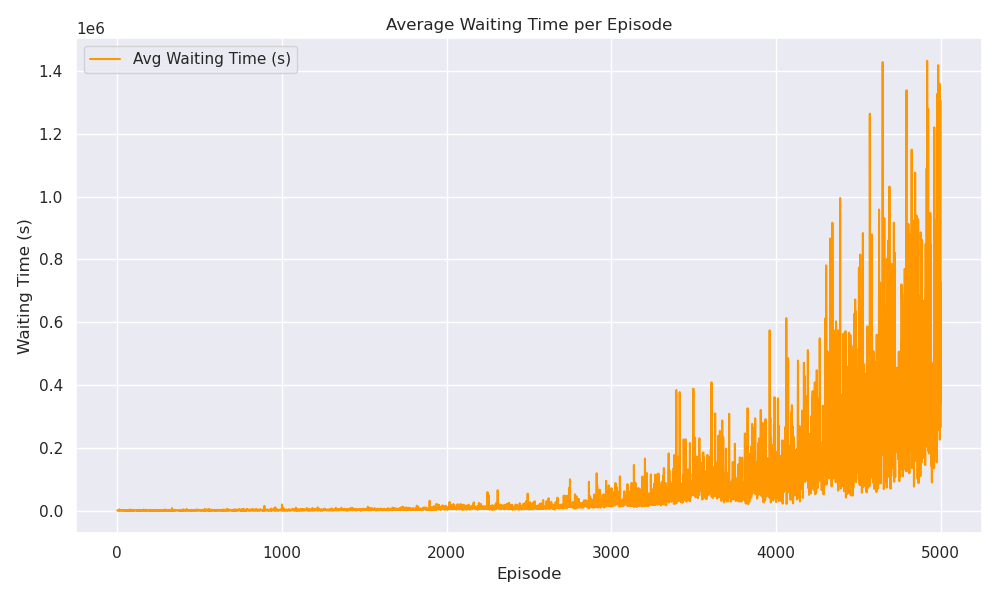 Average Waiting Time per Episode
1e6
Avg Waiting Time (s)
1.4
1.2
1.0
0.8
0.6
0.4
0.2
0.0
Waiting Time (s)
0 1000 2000 3000 4000 5000
Episode